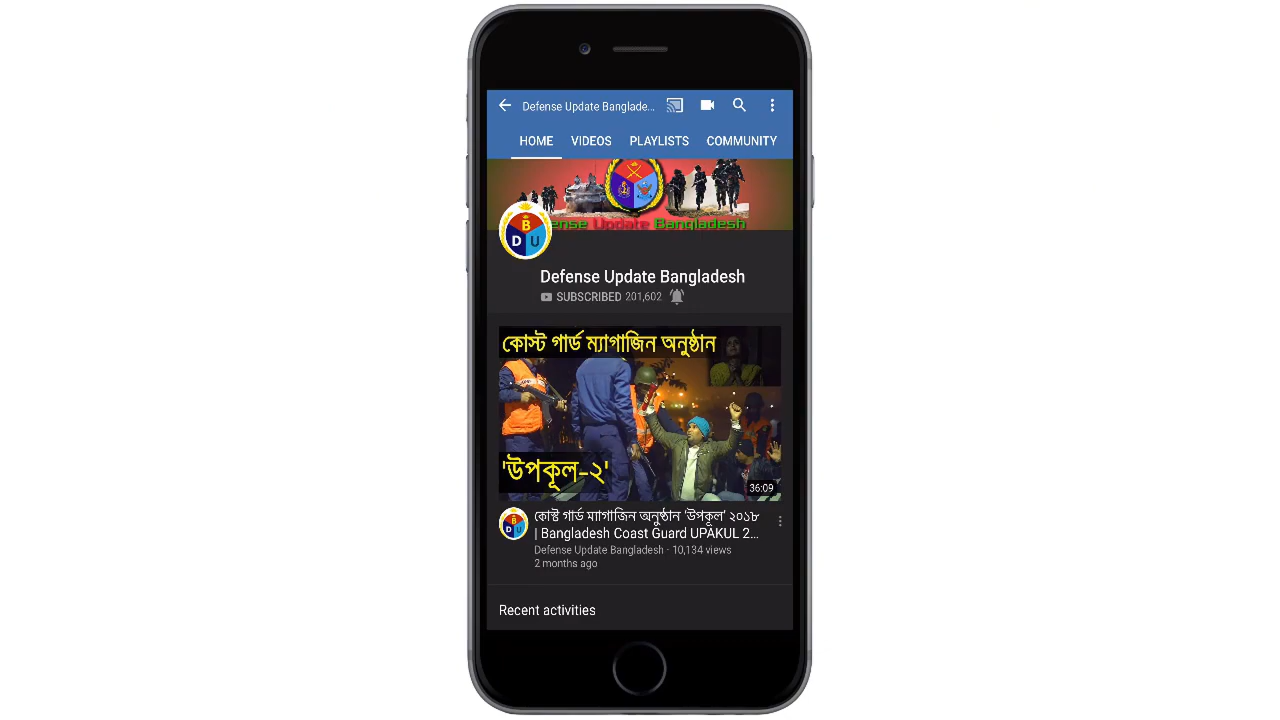 Defense Update Banglade...
HOME VIDEOS PLAYLISTS COMMUNITY
Defense Update Bangladesh
B
D U
Defense Update Bangladesh
SUBSCRIBED 201,602
কোস্ট গার্ড ম্যাগাজিন অনুষ্ঠান
'উপকূল-২'
36:09
B
D U
কোস্ট গার্ড ম্যাগাজিন অনুষ্ঠান 'উপকূল' ২০১৮
| Bangladesh Coast Guard UPAKUL 2...
Defense Update Bangladesh · 10,134 views
2 months ago
Recent activities